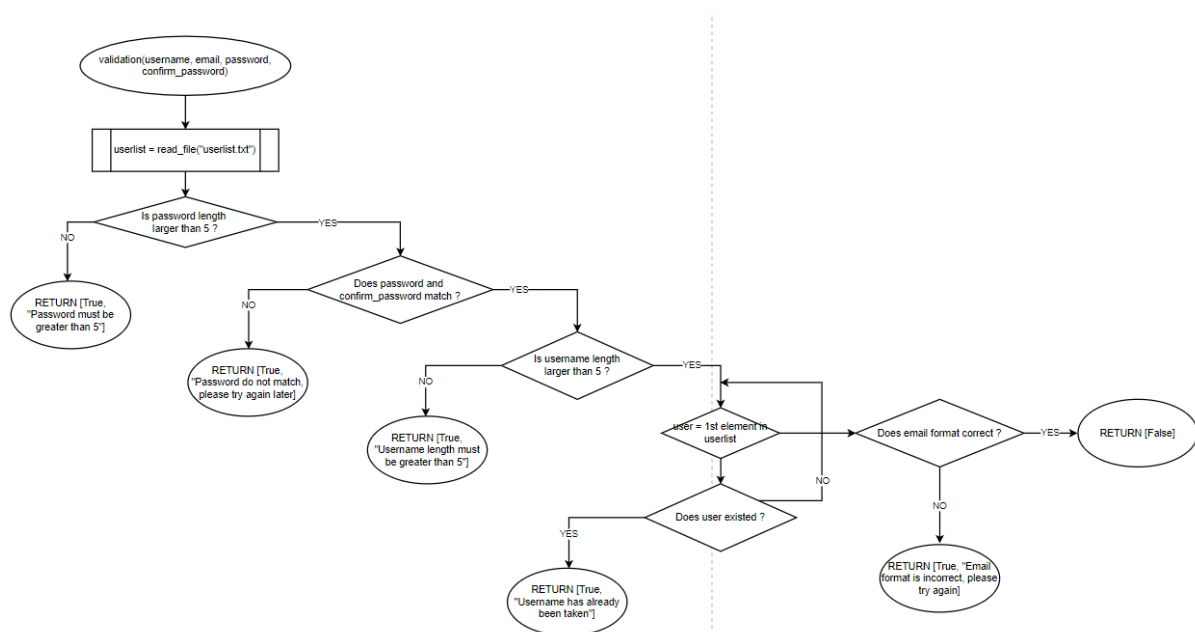 validation(username, email, password,
confirm_password)
userlist = read_file("userlist.txt")
Is password length
larger than 5 ?
YES
NO
RETURN [True,
"Password must be
greater than 5"]
Does password and
confirm_password match ?
YES
NO
RETURN [True,
"Password do not match,
please try again later]
Is username length
larger than 5 ?
YES
NO
RETURN [True,
"Username length must
be greater than 5"]
user = 1st element in
userlist
Does user existed ?
NO
YES
RETURN [True,
"Username has already
been taken"]
Does email format correct ?
YES
RETURN [False]
NO
RETURN [True, "Email
format is incorrect, please
try again]